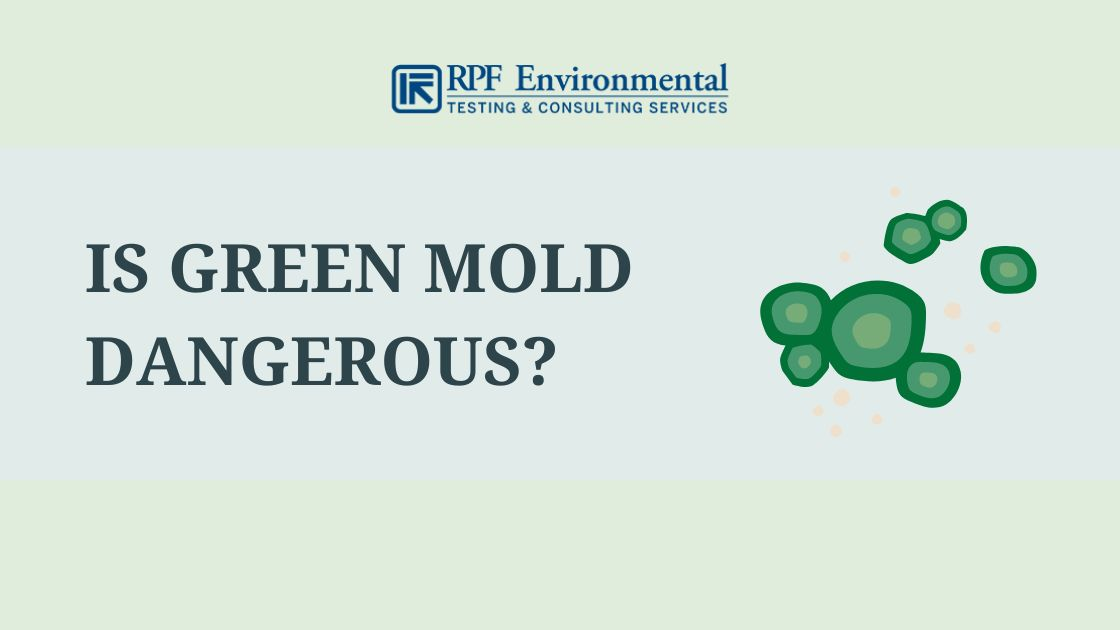 RPF Environmental
TESTING & CONSULTING SERVICES
IS GREEN MOLD
DANGEROUS?